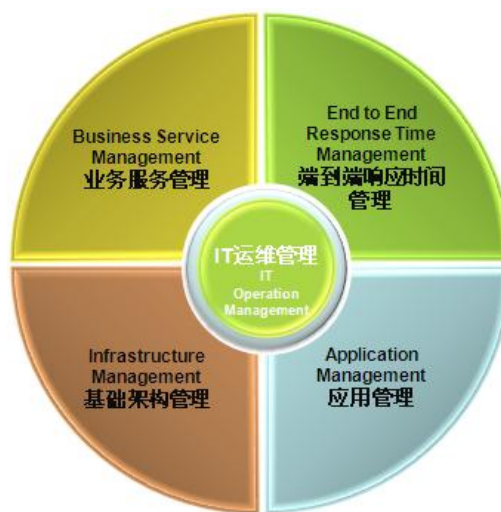 Business Service
Management
业务服务管理
End to End
Response Time
Management
端到端响应时间
管理
IT运维管理
IT
Operation
Management
Infrastructure
Management
基础架构管理
Application
Management
应用管理